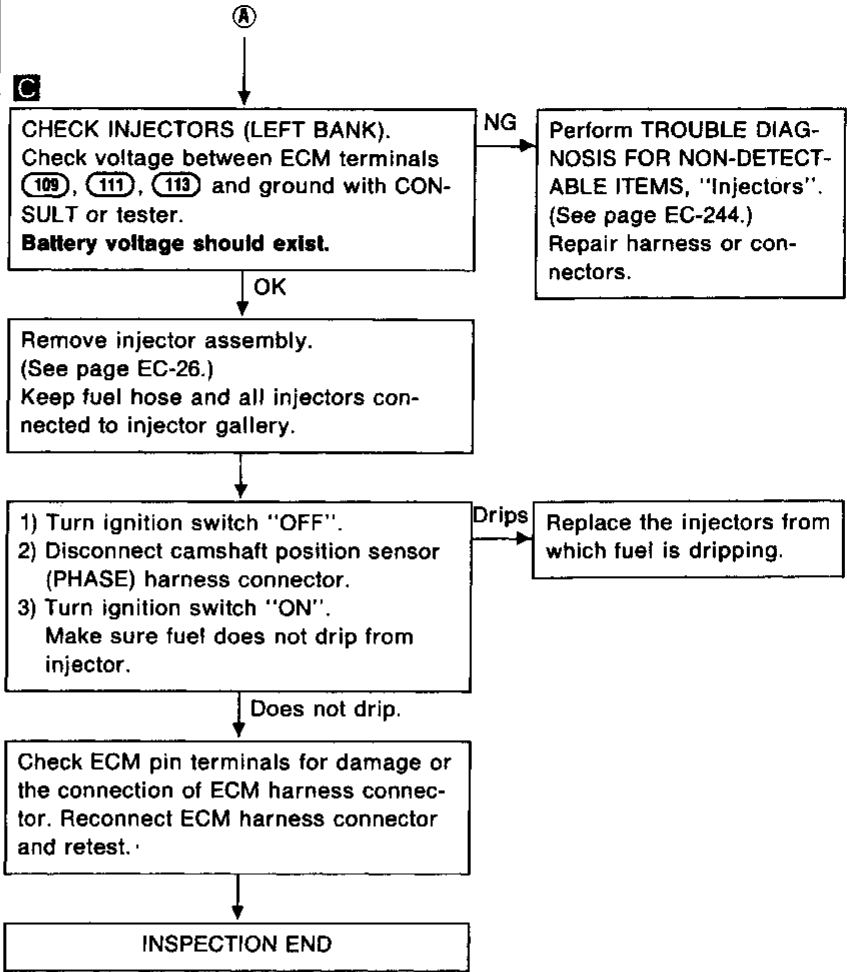 A
C
CHECK INJECTORS (LEFT BANK).
Check voltage between ECM terminals
109, 111, 113 and ground with CON-
SULT or tester.
Battery voltage should exist.
NG
Perform TROUBLE DIAG-
NOSIS FOR NON-DETECT-
ABLE ITEMS, "Injectors".
(See page EC-244.)
Repair harness or con-
nectors.
OK
Remove injector assembly.
(See page EC-26.)
Keep fuel hose and all injectors con-
nected to injector gallery.
1) Turn ignition switch "OFF".
2) Disconnect camshaft position sensor
(PHASE) harness connector.
3) Turn ignition switch "ON".
Make sure fuel does not drip from
injector.
Drips
Replace the injectors from
which fuel is dripping.
Does not drip.
Check ECM pin terminals for damage or
the connection of ECM harness connec-
tor. Reconnect ECM harness connector
and retest.
INSPECTION END